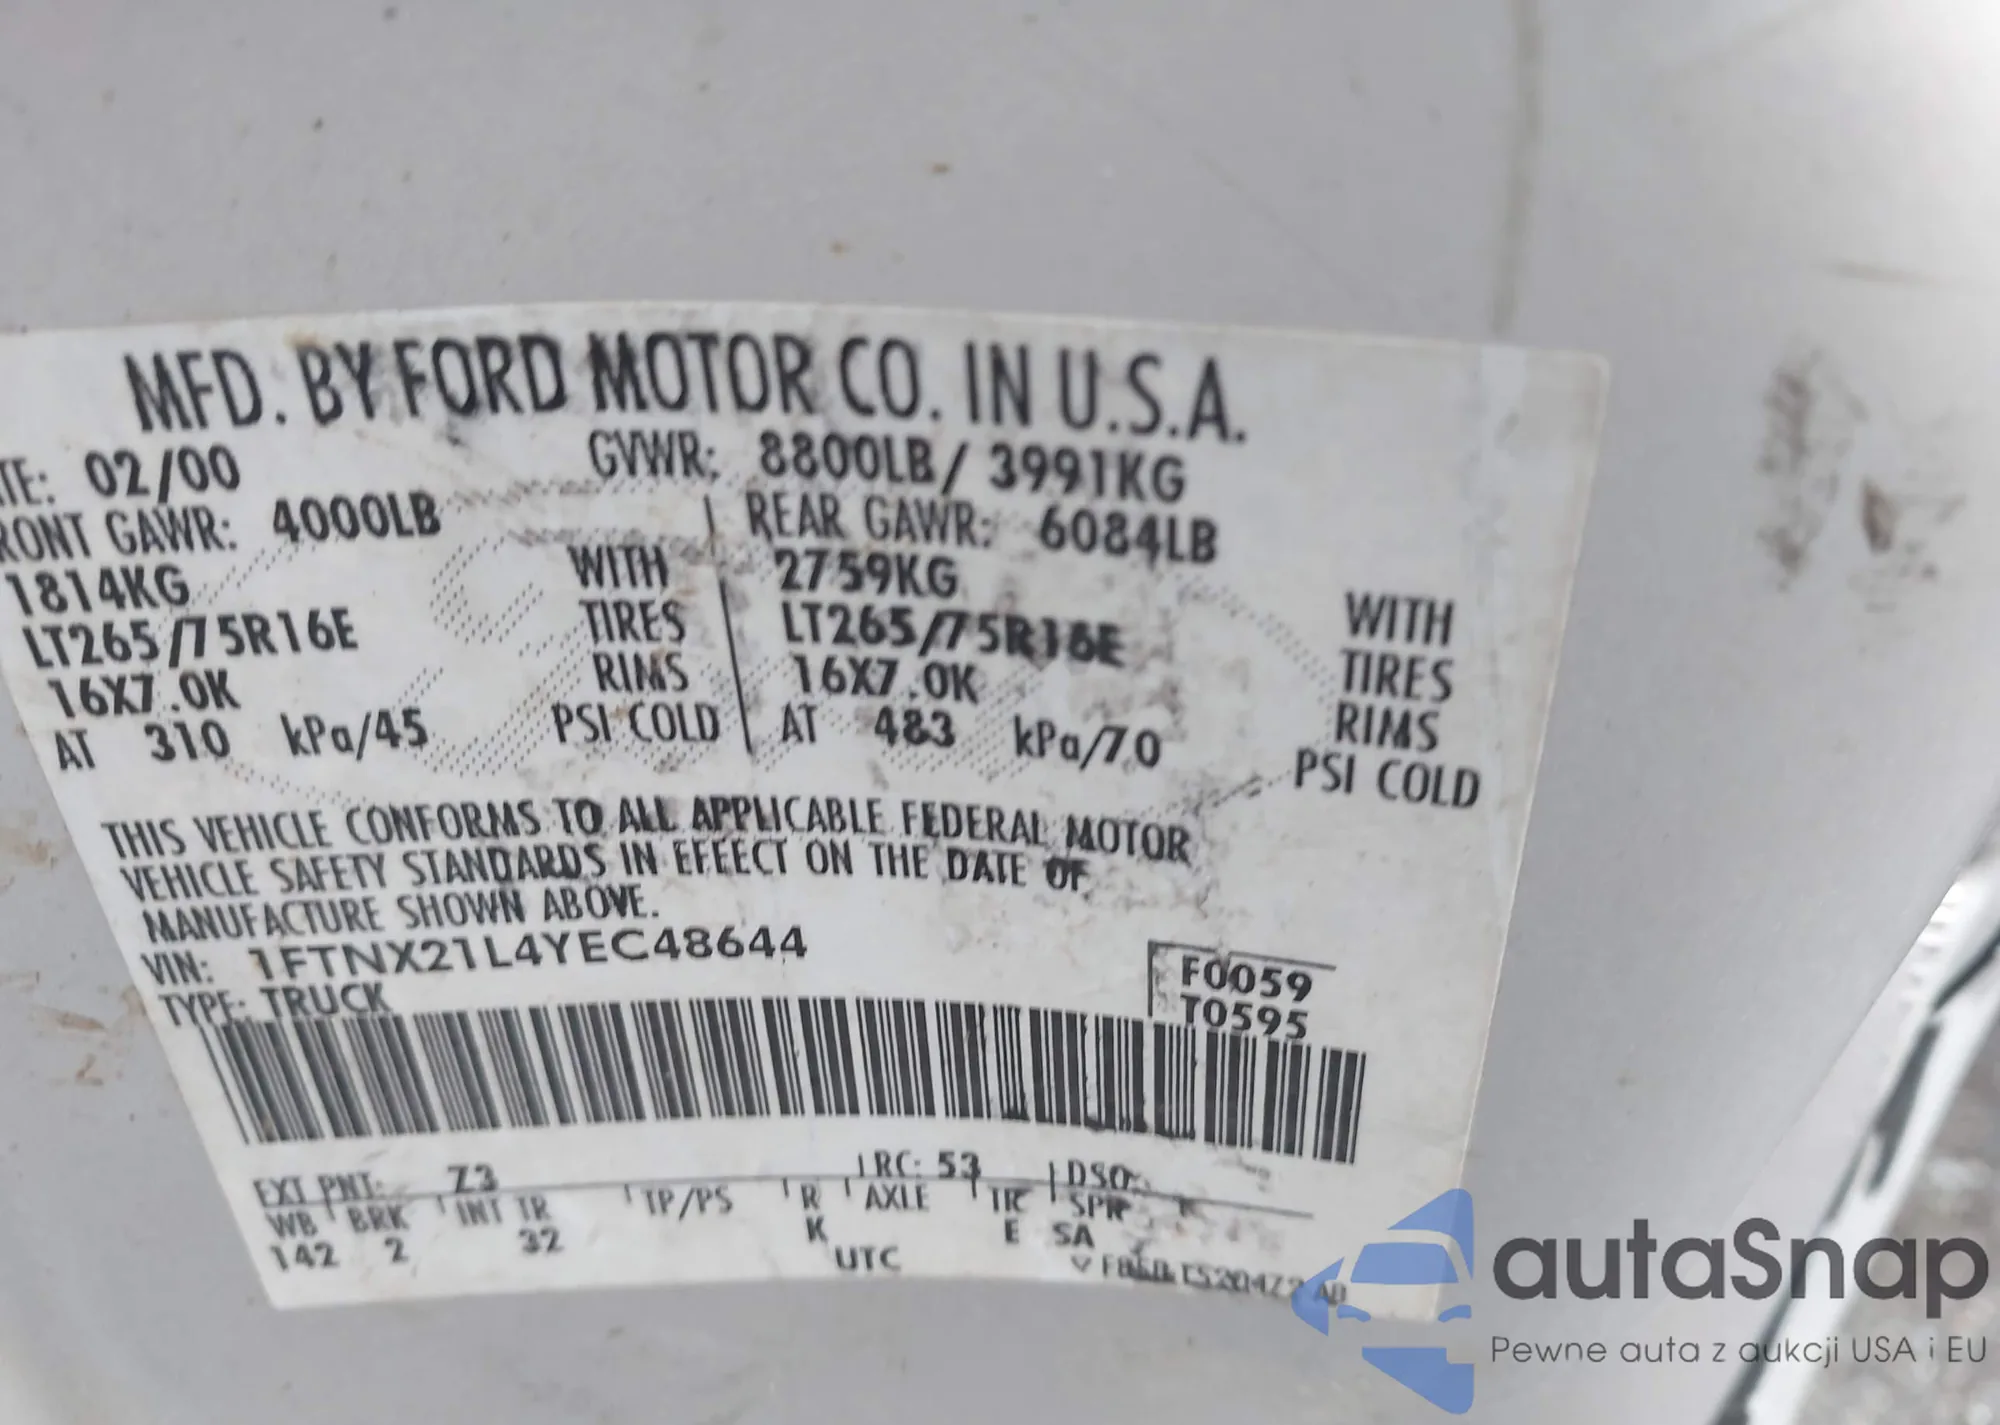 MFD. BY FORD MOTOR CO. IN U.S.A.
TE: 02/00 GVWR: 8800LB / 3991KG
RONT GAWR: 4000LB REAR GAWR: 6084LB
1814KG WITH 2759KG WITH
LT265/75R16E TIRES LT265/75R16E TIRES
16X7.0K RIMS 16X7.0K RIMS
AT 310 kPa/45 PSI COLD AT 483 kPa/70 PSI COLD
THIS VEHICLE CONFORMS TO ALL APPLICABLE FEDERAL MOTOR
VEHICLE SAFETY STANDARDS IN EFFECT ON THE DATE OF
MANUFACTURE SHOWN ABOVE.
VIN: 1FTNX21L4YEC48644
F0059
TYPE: TRUCK
T0595
EXT PNT: Z3 RC: 53 DSO:
WB BRK INT TR TP/PS R AXLE TR SPR
142 2 32 K E SA
UTC
autaSnap
Pewne auta z aukcji USA i EU